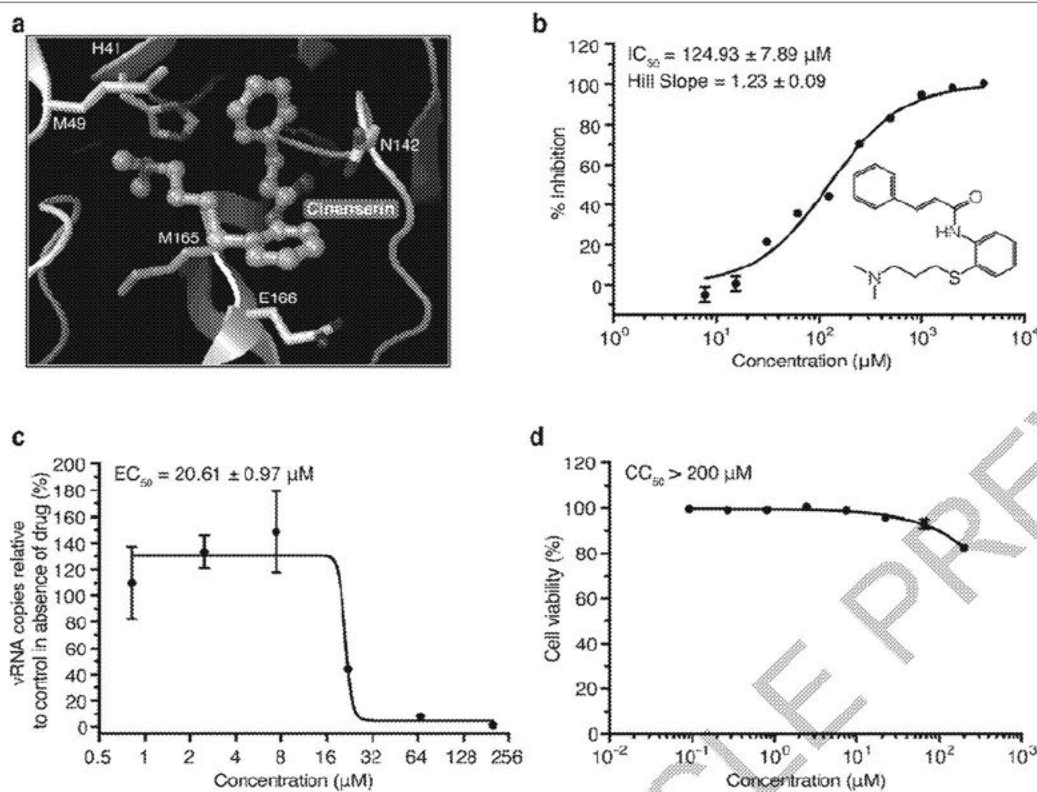 a
H41
M49
N142
Cinanserin
M165
E166
b
IC50 = 124.93 ± 7.89 µM
Hill Slope = 1.23 ± 0.09
% Inhibition
100
80
60
40
20
0
10^0 10^1 10^2 10^3 10^4
Concentration (µM)
O
HN
N
S
c
EC50 = 20.61 ± 0.97 µM
vRNA copies relative
to control in absence of drug (%)
200
180
160
150
130
110
100
80
60
40
20
0
0.5 1 2 4 8 16 32 64 128 256
Concentration (µM)
d
CC50 > 200 µM
Cell viability (%)
120
100
80
60
40
20
0
10^-2 10^-1 10^0 10^1 10^2 10^3
Concentration (µM)